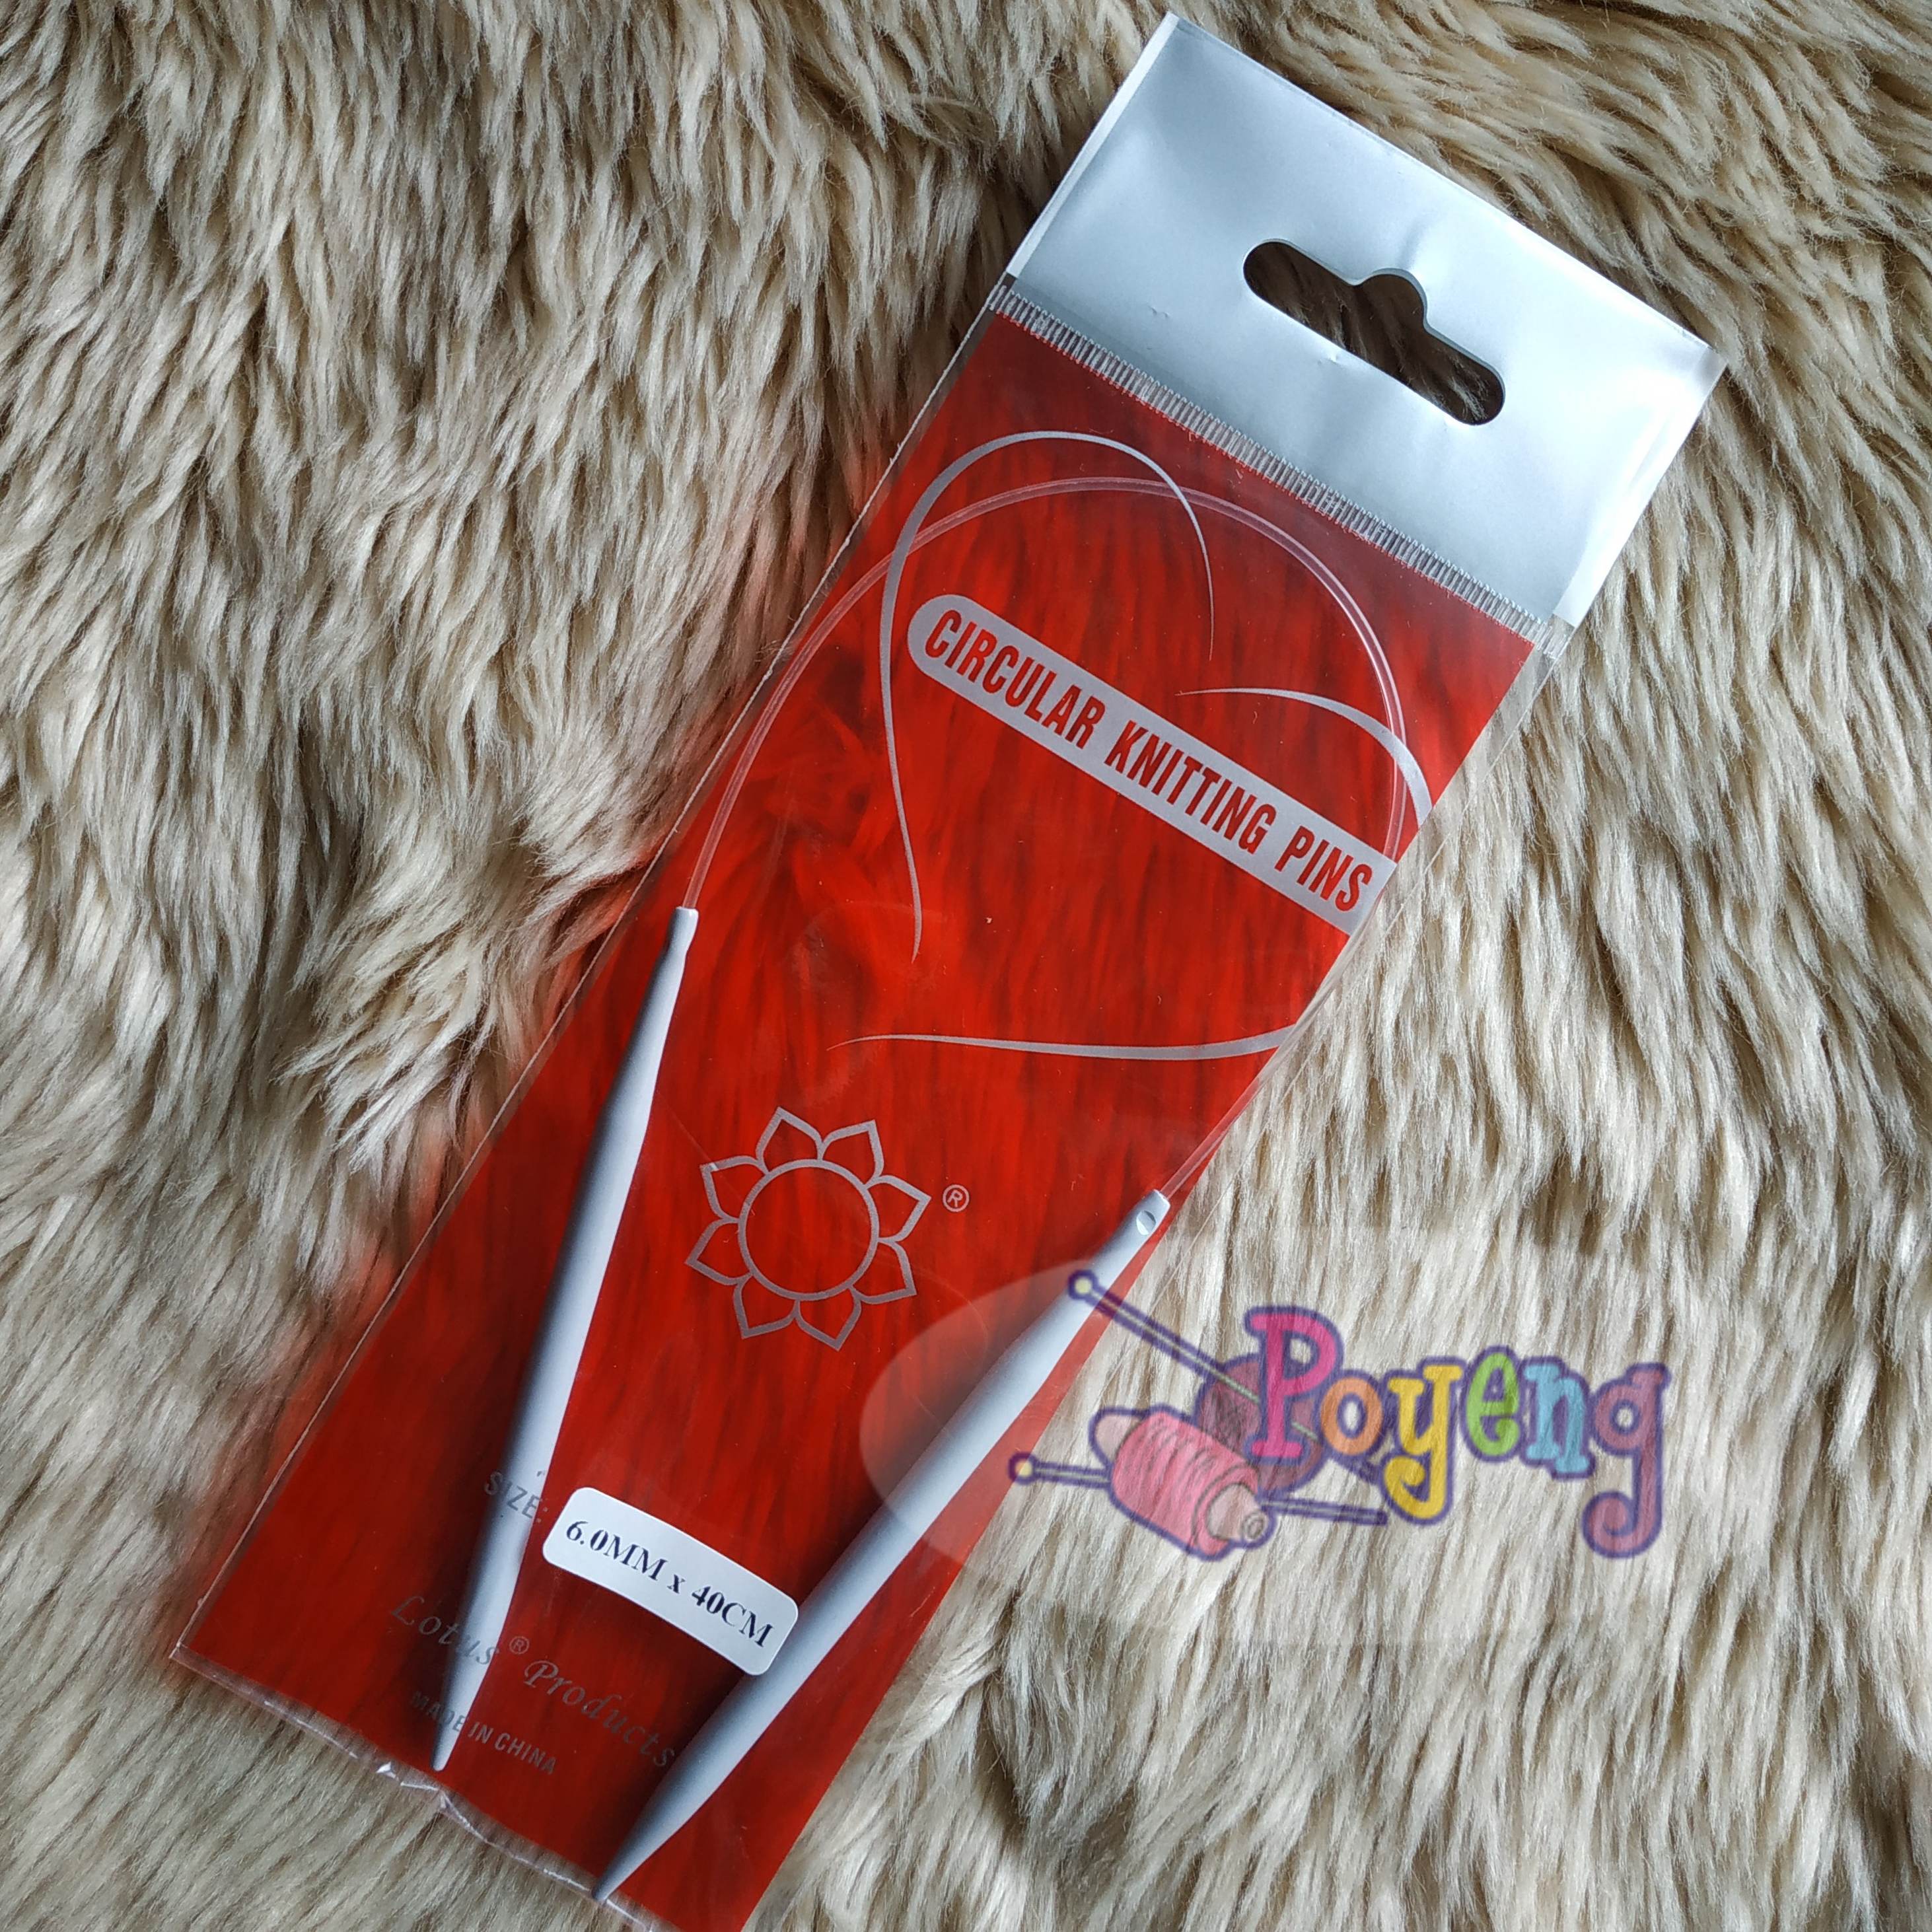 CIRCULAR KNITTING PINS
®
Poyeng
SIZE:
6.0MM x 40CM
Lotus® Products
MADE IN CHINA